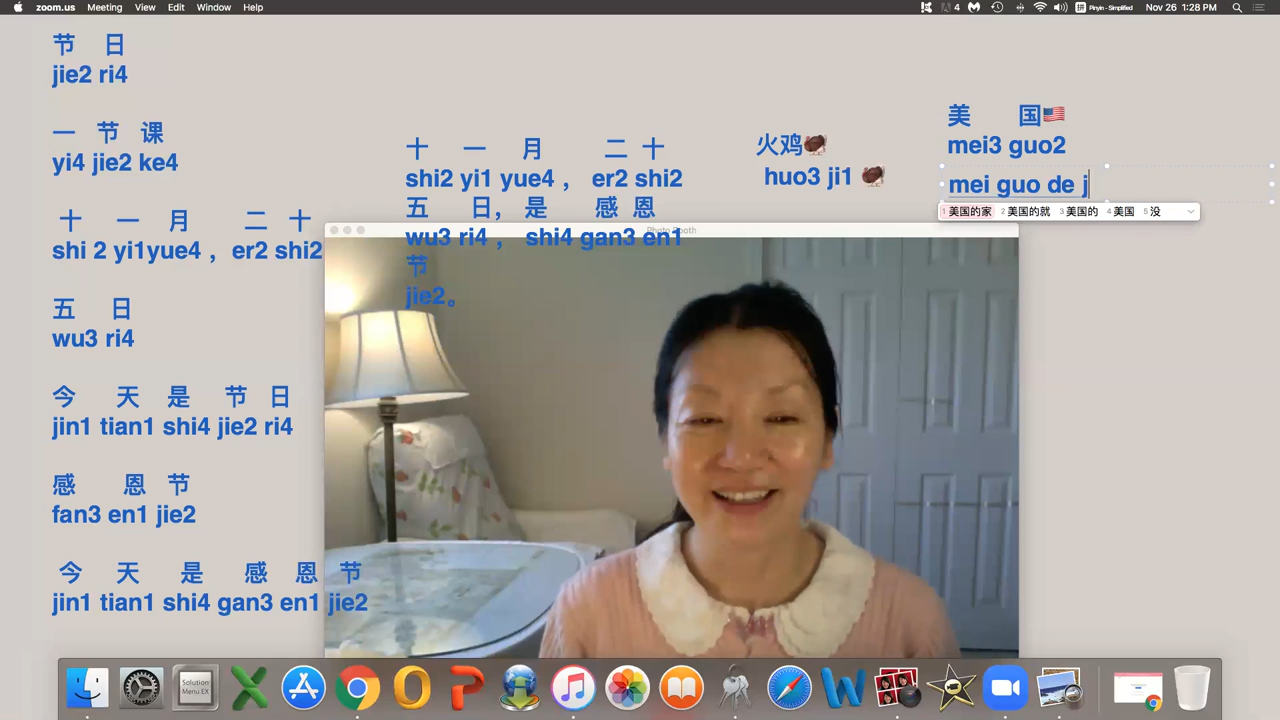 zoom.us Meeting View Edit Window Help
4 Pinyin - Simplified Nov 26 1:28 PM
节 日
jie2 ri4
一 节 课
yi4 jie2 ke4
十 一 月 二 十
shi 2 yi1yue4 , er2 shi2
五 日
wu3 ri4
今 天 是 节 日
jin1 tian1 shi4 jie2 ri4
感 恩 节
fan3 en1 jie2
今 天 是 感 恩 节
jin1 tian1 shi4 gan3 en1 jie2
十 一 月 二 十
shi2 yi1 yue4 , er2 shi2
五 日, 是 感 恩
wu3 ri4 , shi4 gan3 en1
节
jie2。
Photo Booth
火鸡🦃
huo3 ji1 🦃
美 国🇺🇸
mei3 guo2
mei guo de j
1 美国的家 2 美国的就 3 美国的 4 美国 5 没
Solution
Menu EX